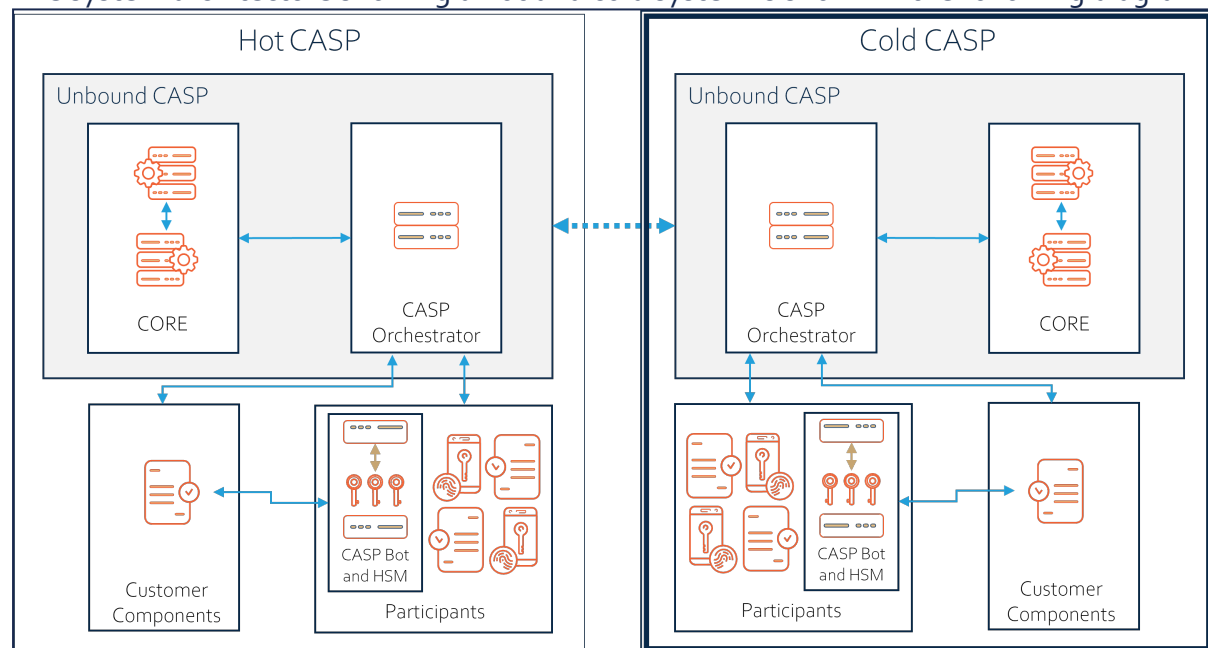 Hot CASP
Unbound CASP
CORE
CASP
Orchestrator
Customer
Components
CASP Bot
and HSM
Participants
Cold CASP
Unbound CASP
CASP
Orchestrator
CORE
CASP Bot
and HSM
Participants
Customer
Components